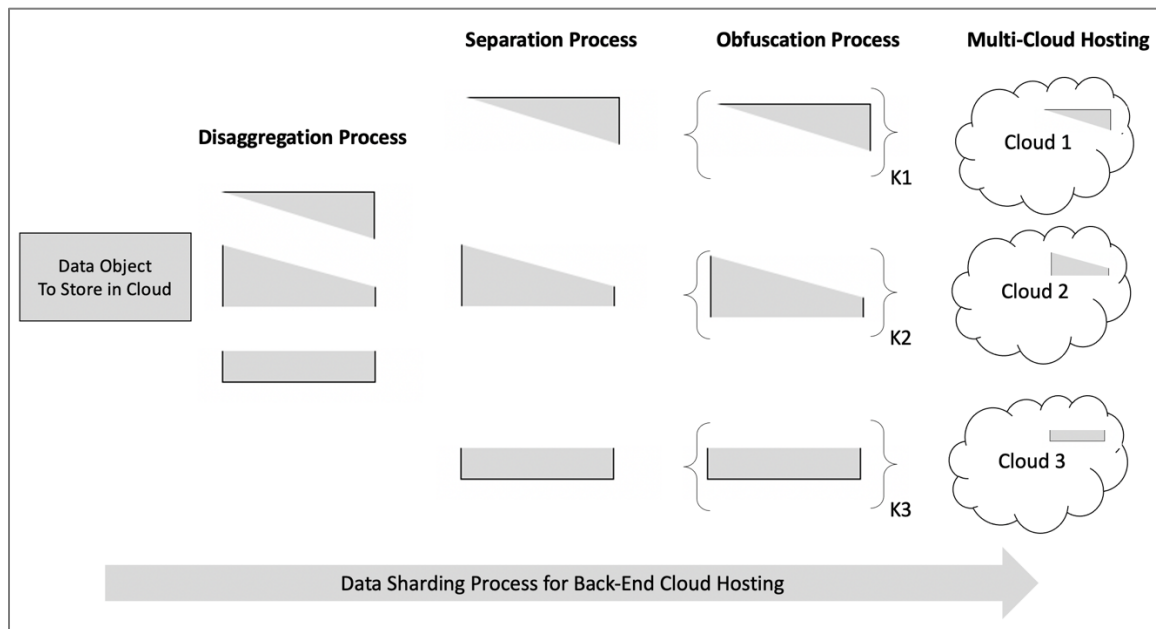 Separation Process
Obfuscation Process
Multi-Cloud Hosting
Disaggregation Process
Data Object
To Store in Cloud
K1
Cloud 1
K2
Cloud 2
K3
Cloud 3
Data Sharding Process for Back-End Cloud Hosting